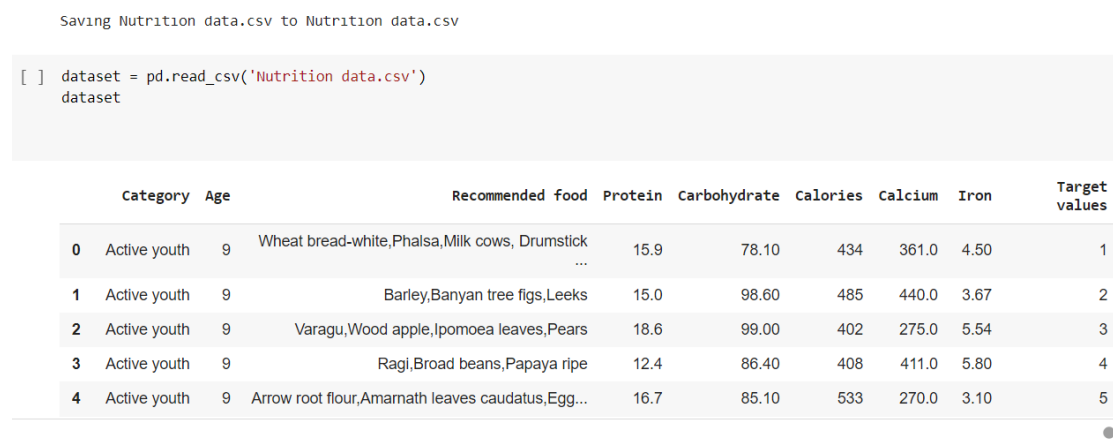 Saving Nutrition data.csv to Nutrition data.csv
[ ] dataset = pd.read_csv('Nutrition data.csv')
dataset
Category Age Recommended food Protein Carbohydrate Calories Calcium Iron Target values
0 Active youth 9 Wheat bread-white,Phalsa,Milk cows, Drumstick ... 15.9 78.10 434 361.0 4.50 1
1 Active youth 9 Barley,Banyan tree figs,Leeks 15.0 98.60 485 440.0 3.67 2
2 Active youth 9 Varagu,Wood apple,Ipomoea leaves,Pears 18.6 99.00 402 275.0 5.54 3
3 Active youth 9 Ragi,Broad beans,Papaya ripe 12.4 86.40 408 411.0 5.80 4
4 Active youth 9 Arrow root flour,Amarnath leaves caudatus,Egg... 16.7 85.10 533 270.0 3.10 5